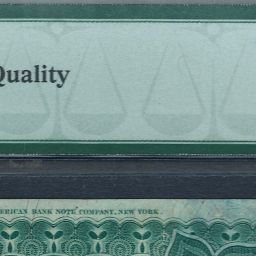 Quality
AMERICAN BANK NOTE COMPANY, NEW YORK.